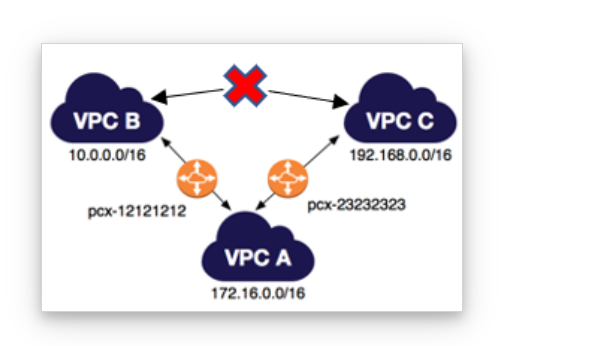 VPC B
VPC C
10.0.0.0/16
192.168.0.0/16
pcx-12121212
pcx-23232323
VPC A
172.16.0.0/16